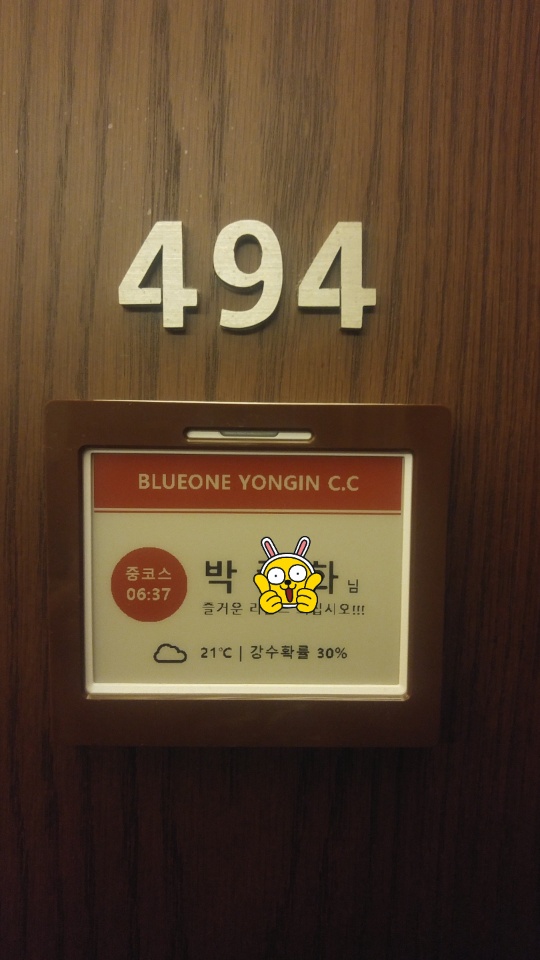 494
BLUEONE YONGIN C.C
중코스
06:37
박 화 님
즐거운 십시오!!!
21℃ | 강수확률 30%